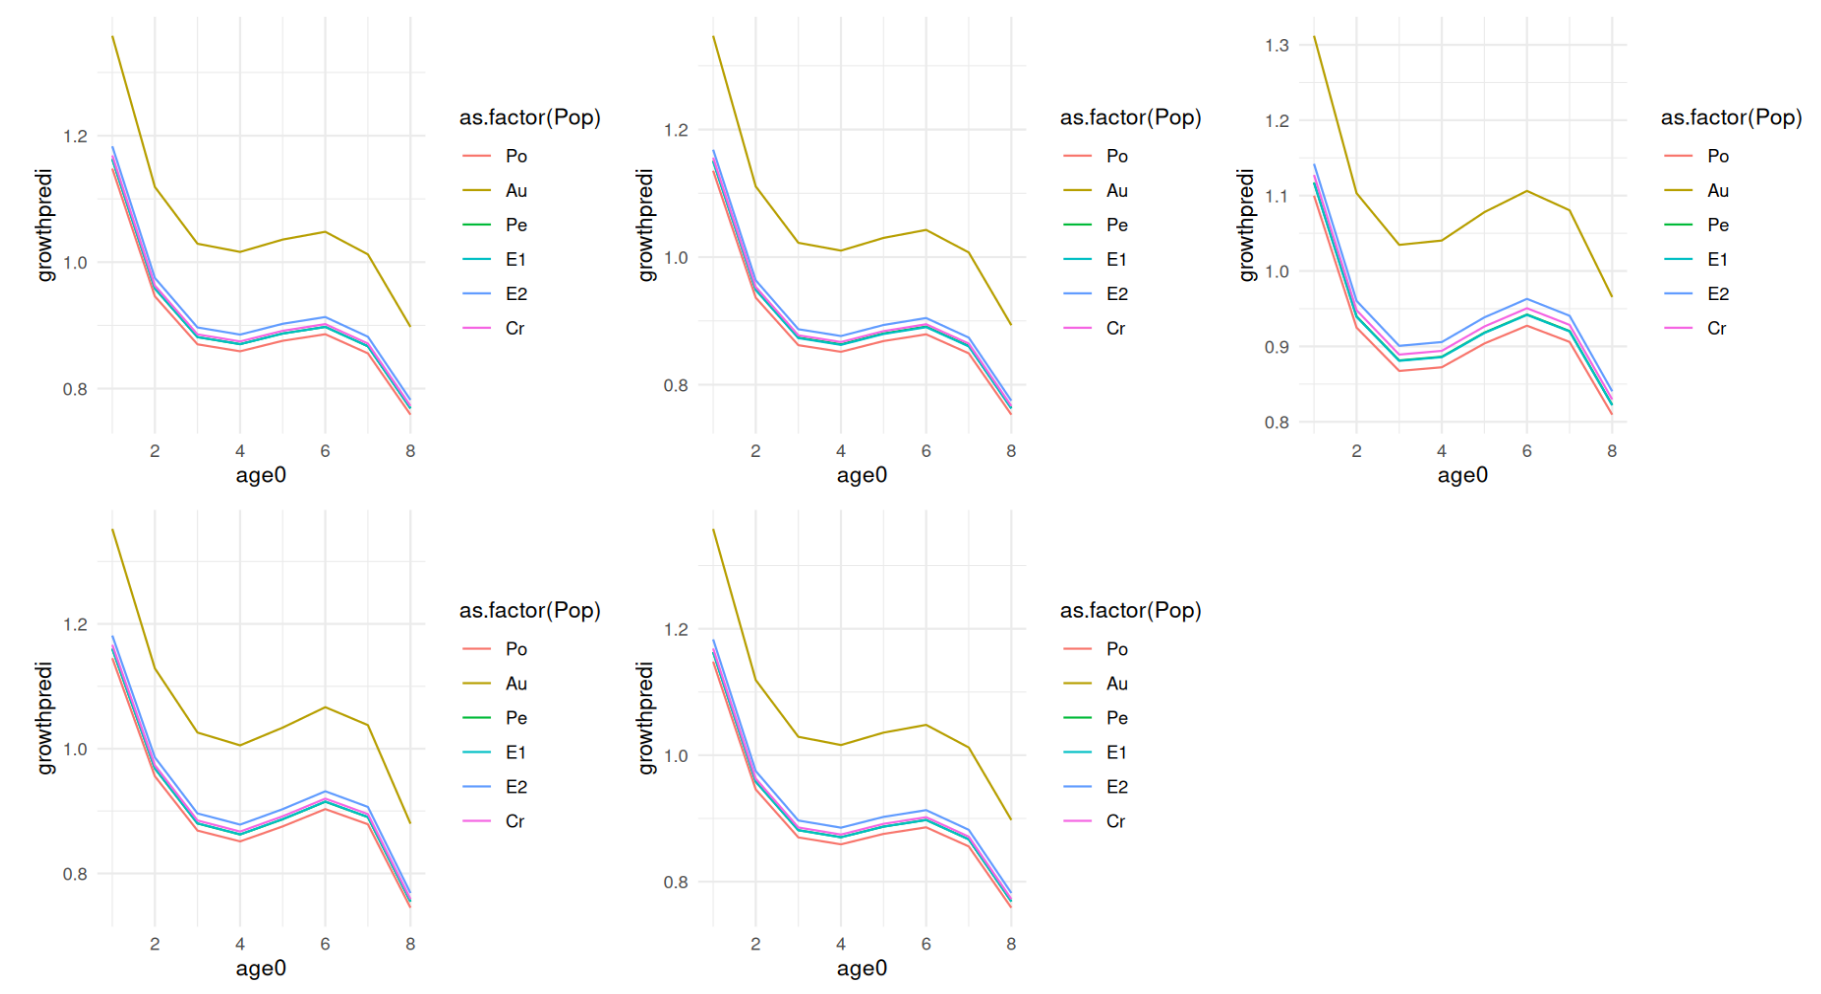 growthpredi
1.2
1.0
0.8
2 4 6 8
age0
as.factor(Pop)
Po
Au
Pe
E1
E2
Cr
growthpredi
1.2
1.0
0.8
2 4 6 8
age0
as.factor(Pop)
Po
Au
Pe
E1
E2
Cr
growthpredi
1.3
1.2
1.1
1.0
0.9
0.8
2 4 6 8
age0
as.factor(Pop)
Po
Au
Pe
E1
E2
Cr
growthpredi
1.2
1.0
0.8
2 4 6 8
age0
as.factor(Pop)
Po
Au
Pe
E1
E2
Cr
growthpredi
1.2
1.0
0.8
2 4 6 8
age0
as.factor(Pop)
Po
Au
Pe
E1
E2
Cr